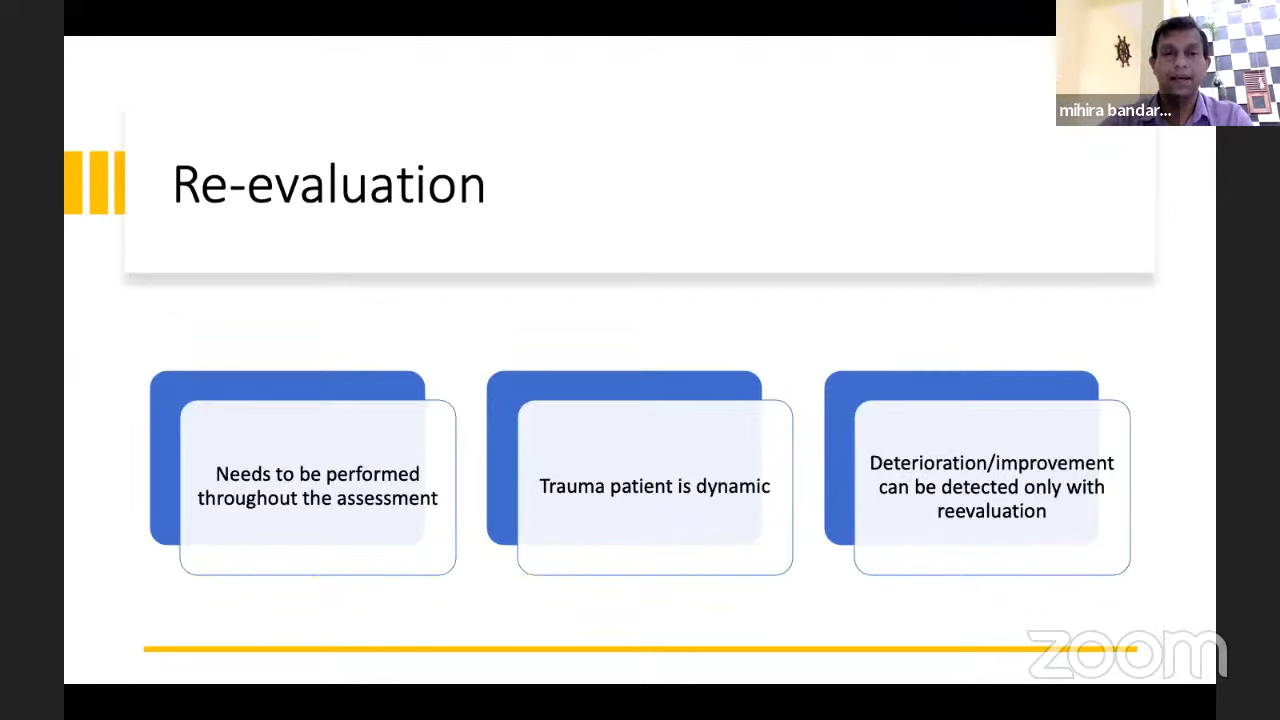 mihira bandar...
Re-evaluation
Needs to be performed
throughout the assessment
Trauma patient is dynamic
Deterioration/improvement
can be detected only with
reevaluation
zoom